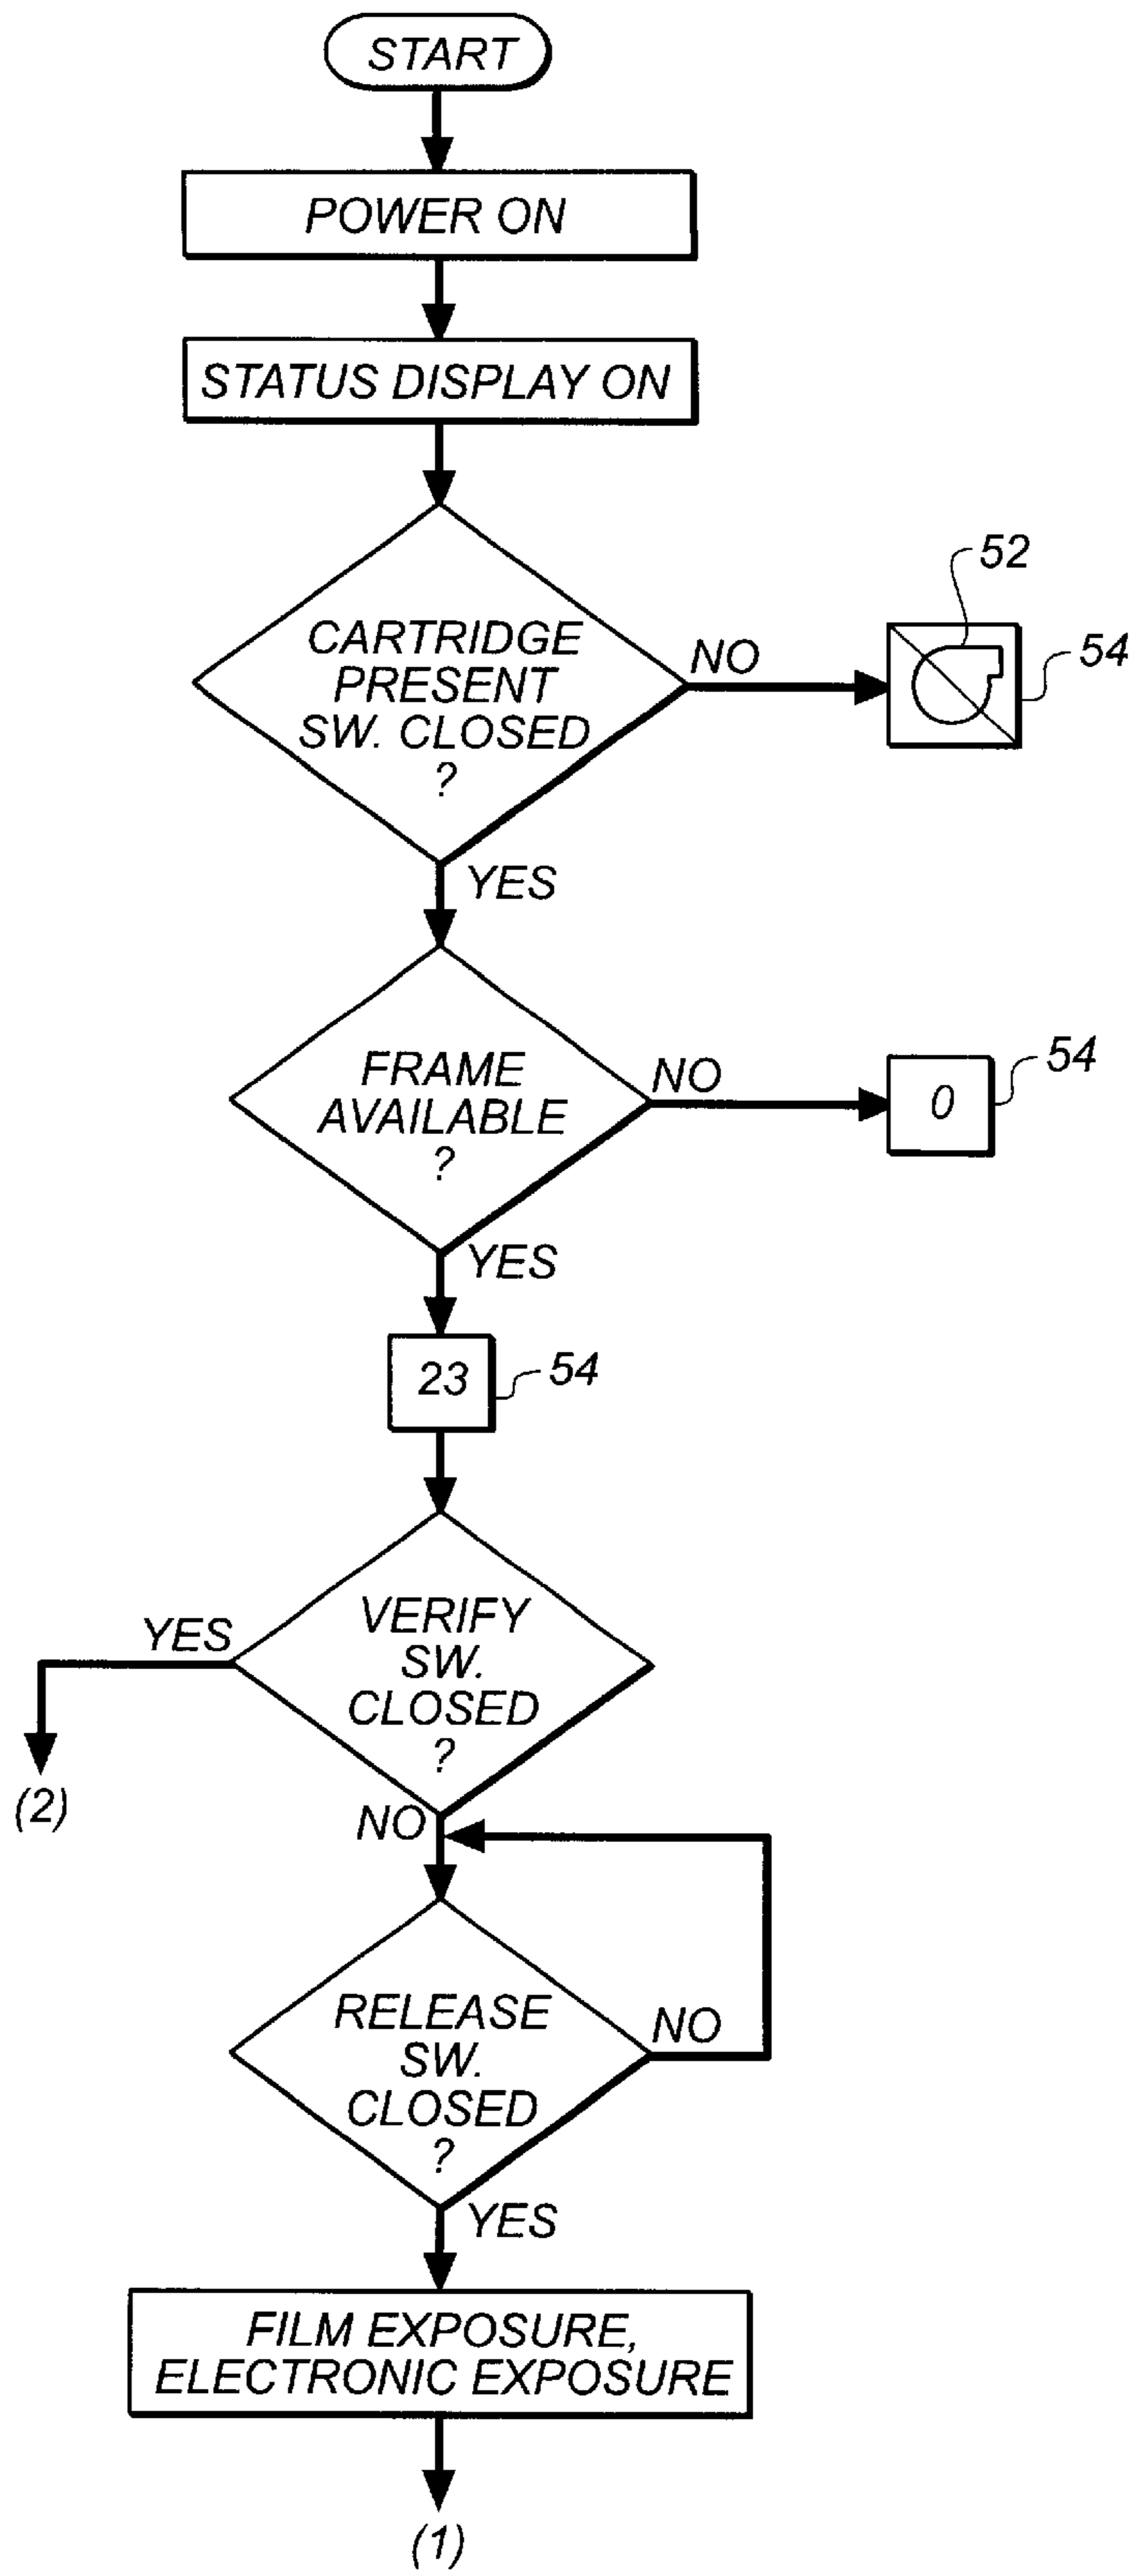 START
POWER ON
STATUS DISPLAY ON
52
54
CARTRIDGE
PRESENT
SW. CLOSED
?
NO
YES
54
FRAME
AVAILABLE
?
NO
0
YES
23
54
YES
VERIFY
SW.
CLOSED
?
(2)
NO
RELEASE
SW.
CLOSED
?
NO
YES
FILM EXPOSURE,
ELECTRONIC EXPOSURE
(1)